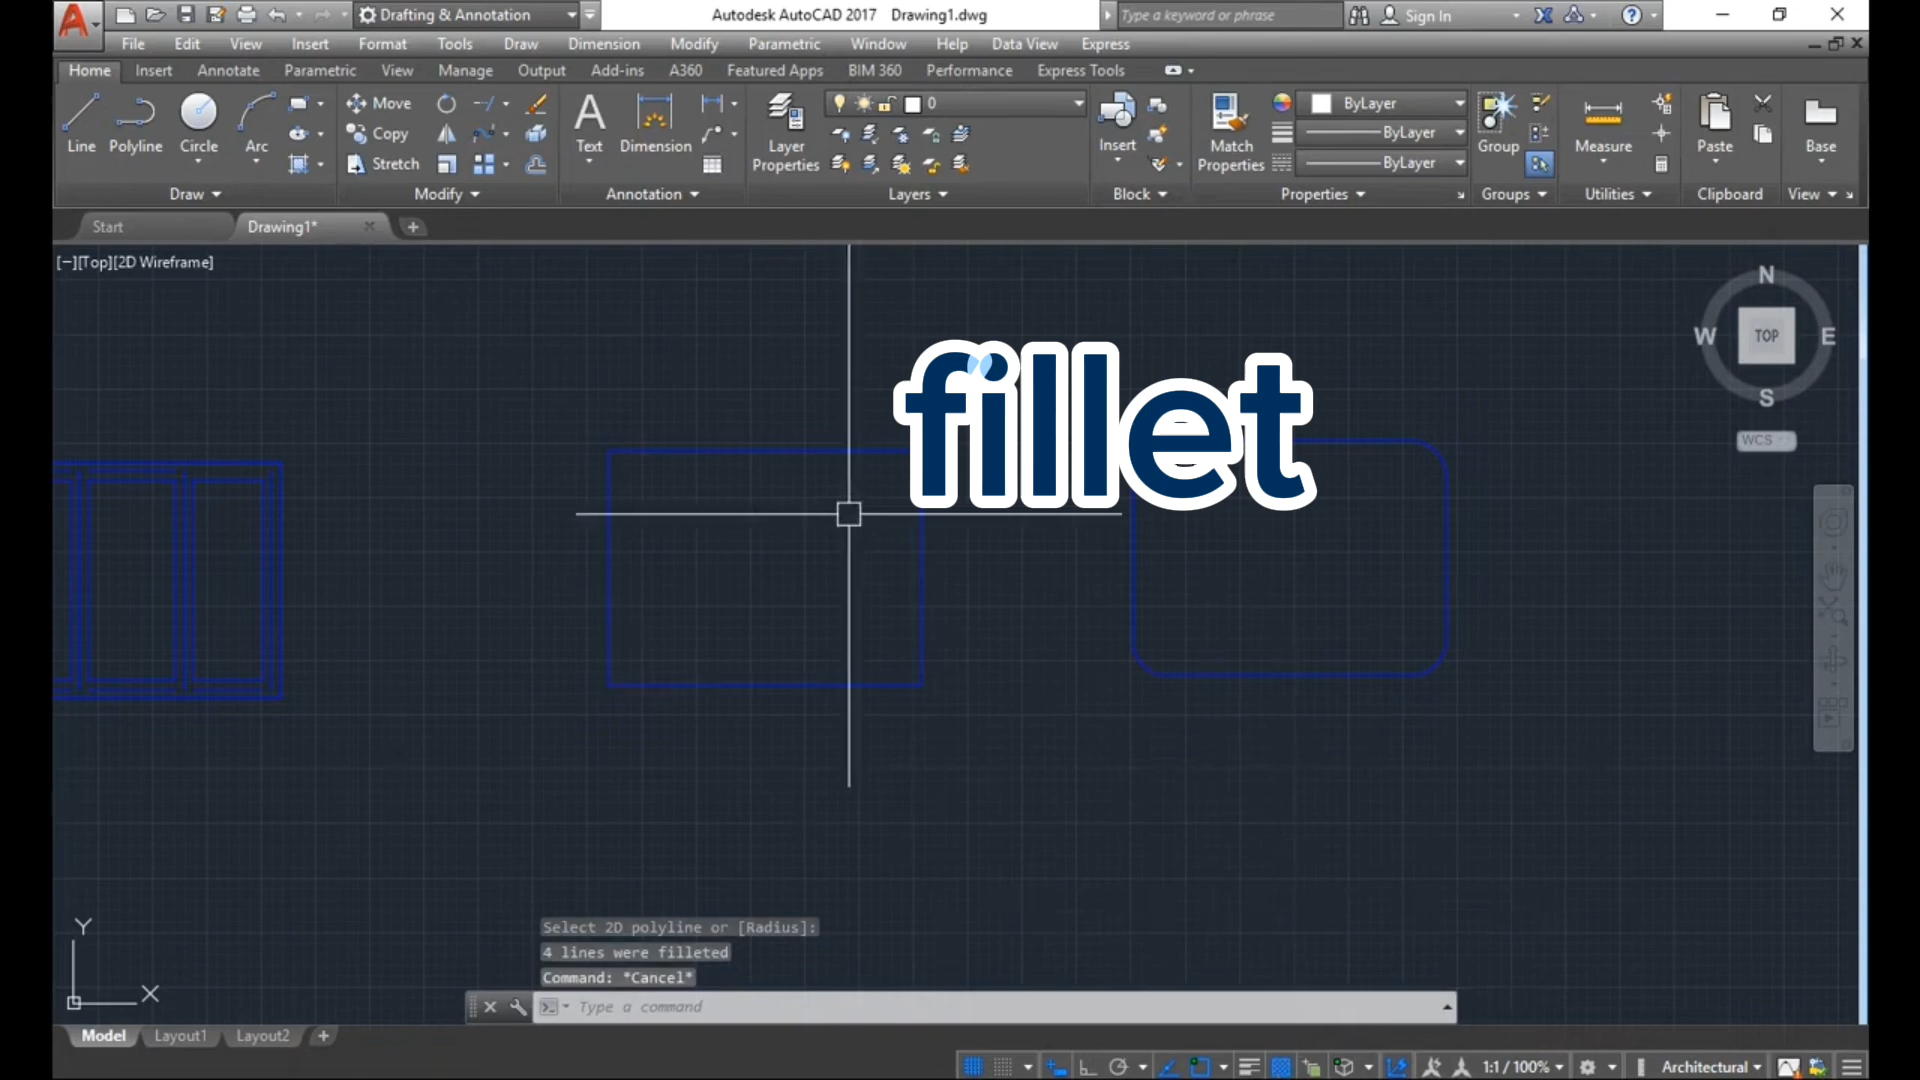 Drafting & Annotation
Autodesk AutoCAD 2017 Drawing1.dwg
Type a keyword or phrase
Sign In
File Edit View Insert Format Tools Draw Dimension Modify Parametric Window Help Data View Express
Home Insert Annotate Parametric View Manage Output Add-ins A360 Featured Apps BIM 360 Performance Express Tools
Line
Polyline
Circle
Arc
Draw
Move
Copy
Stretch
Modify
Text
Dimension
Annotation
Layer
Properties
0
Layers
Insert
Block
Match
Properties
ByLayer
ByLayer
ByLayer
Properties
Group
Groups
Measure
Utilities
Paste
Clipboard
Base
View
Start
Drawing1*
[−][Top][2D Wireframe]
N
W
TOP
E
S
WCS
fillet
Y
X
Select 2D polyline or [Radius]:
4 lines were filleted
Command: *Cancel*
Type a command
Model
Layout1
Layout2
1:1 / 100%
Architectural